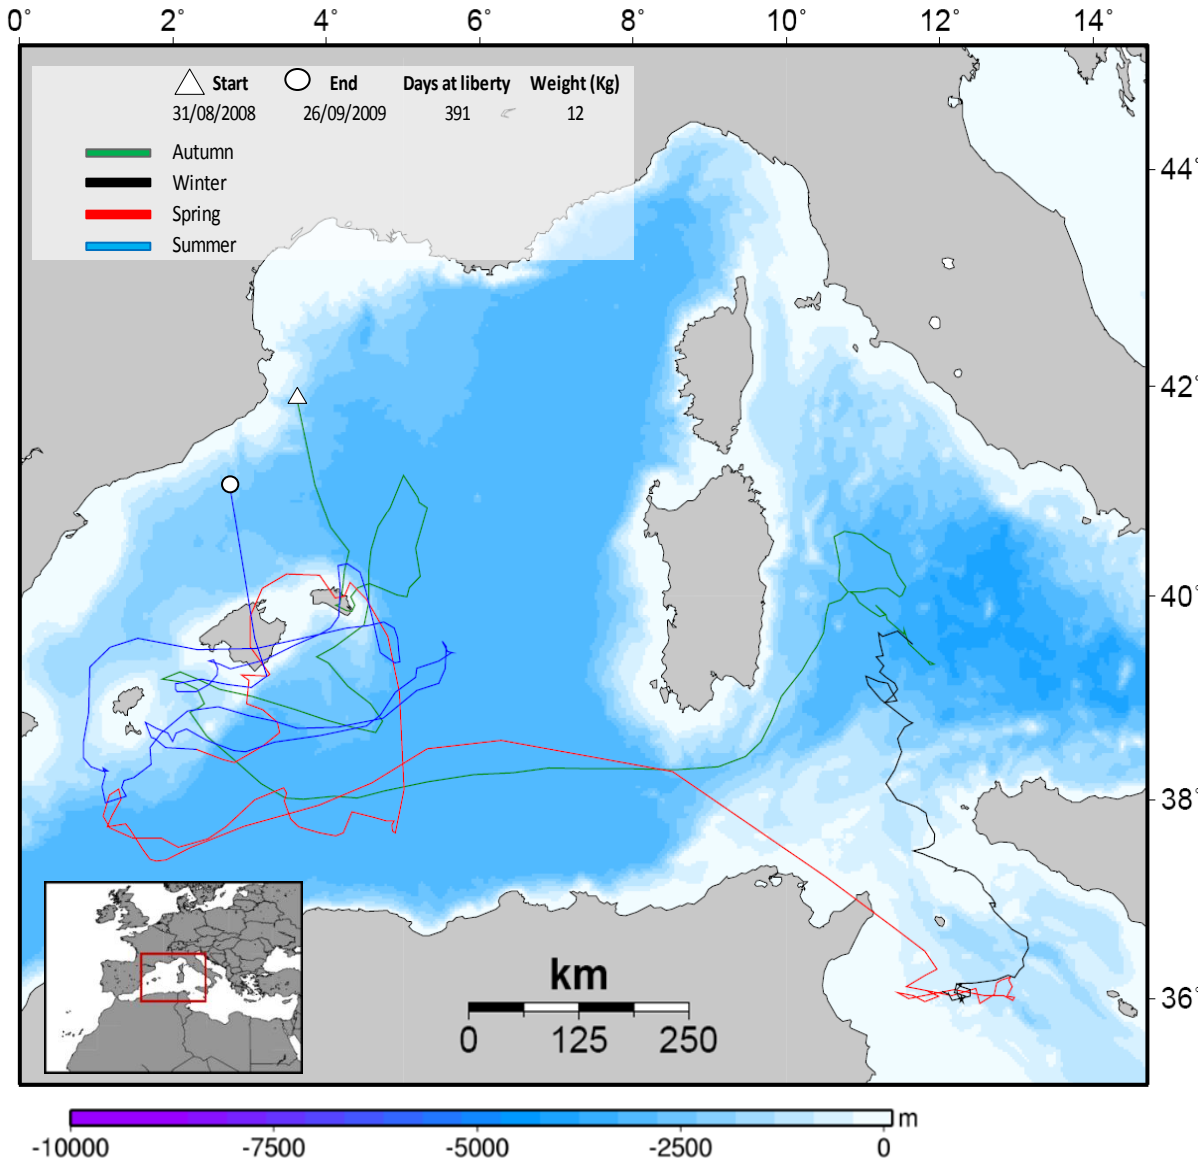 0° 2° 4° 6° 8° 10° 12° 14°
Start End Days at liberty Weight (Kg)
31/08/2008 26/09/2009 391 12
Autumn
Winter
Spring
Summer
44°
42°
40°
38°
36°
km
0 125 250
m
-10000 -7500 -5000 -2500 0